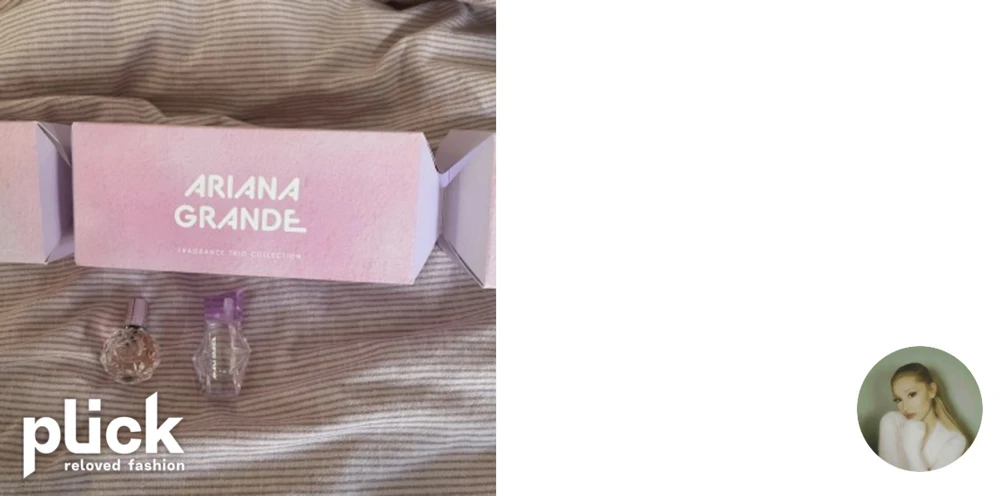 ARIANA
GRANDE
FRAGRANCE TRIO COLLECTION
plick
reloved fashion